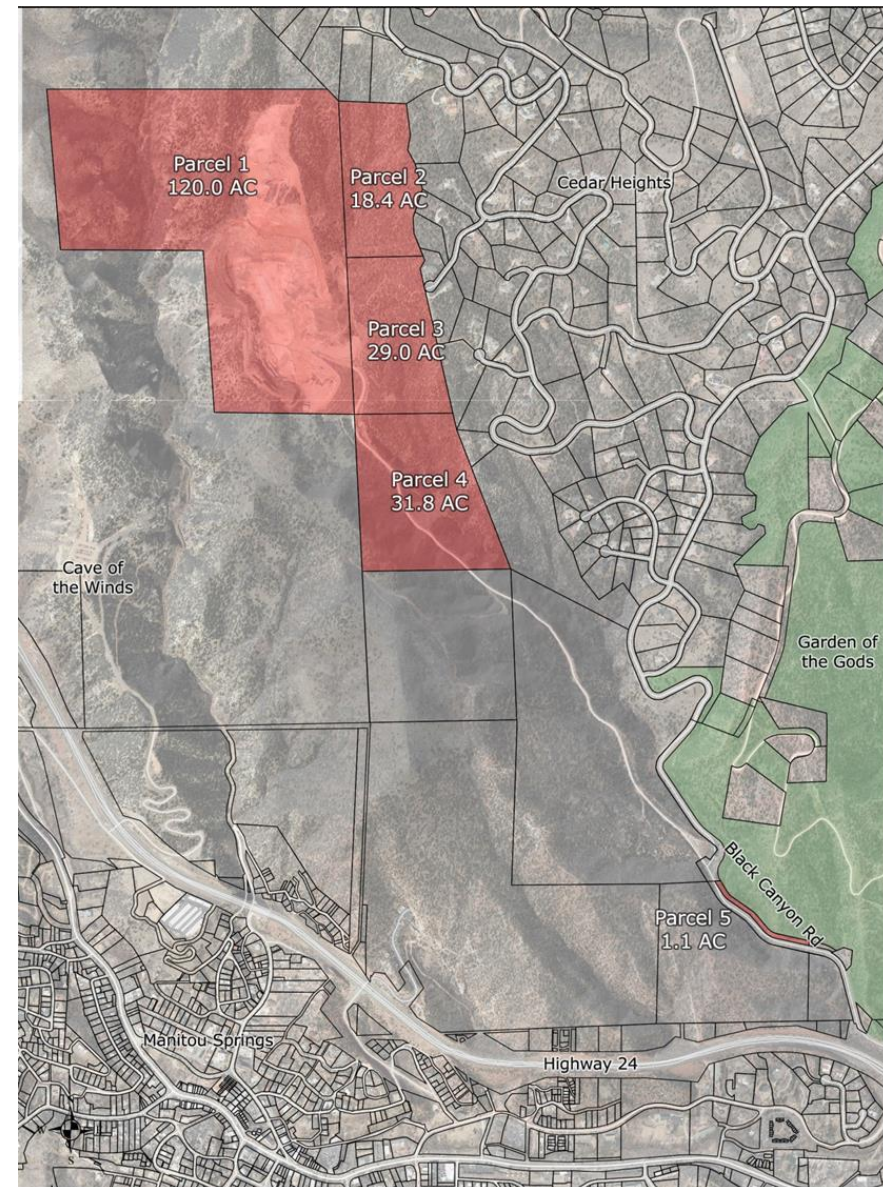 Parcel 1
120.0 AC
Parcel 2
18.4 AC
Cedar Heights
Parcel 3
29.0 AC
Parcel 4
31.8 AC
Cave of
the Winds
Garden of
the Gods
Black Canyon Rd
Parcel 5
1.1 AC
Manitou Springs
Highway 24
S